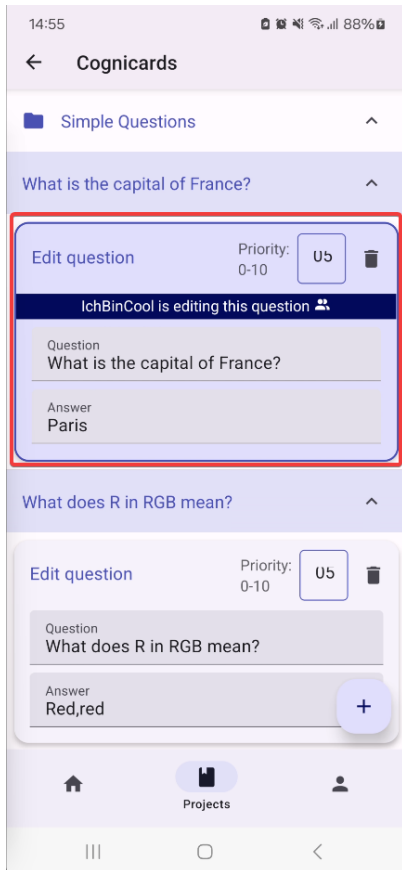 14:55
88%
Cognicards
Simple Questions
What is the capital of France?
Edit question
Priority:
0-10
05
IchBinCool is editing this question
Question
What is the capital of France?
Answer
Paris
What does R in RGB mean?
Edit question
Priority:
0-10
05
Question
What does R in RGB mean?
Answer
Red,red
Projects